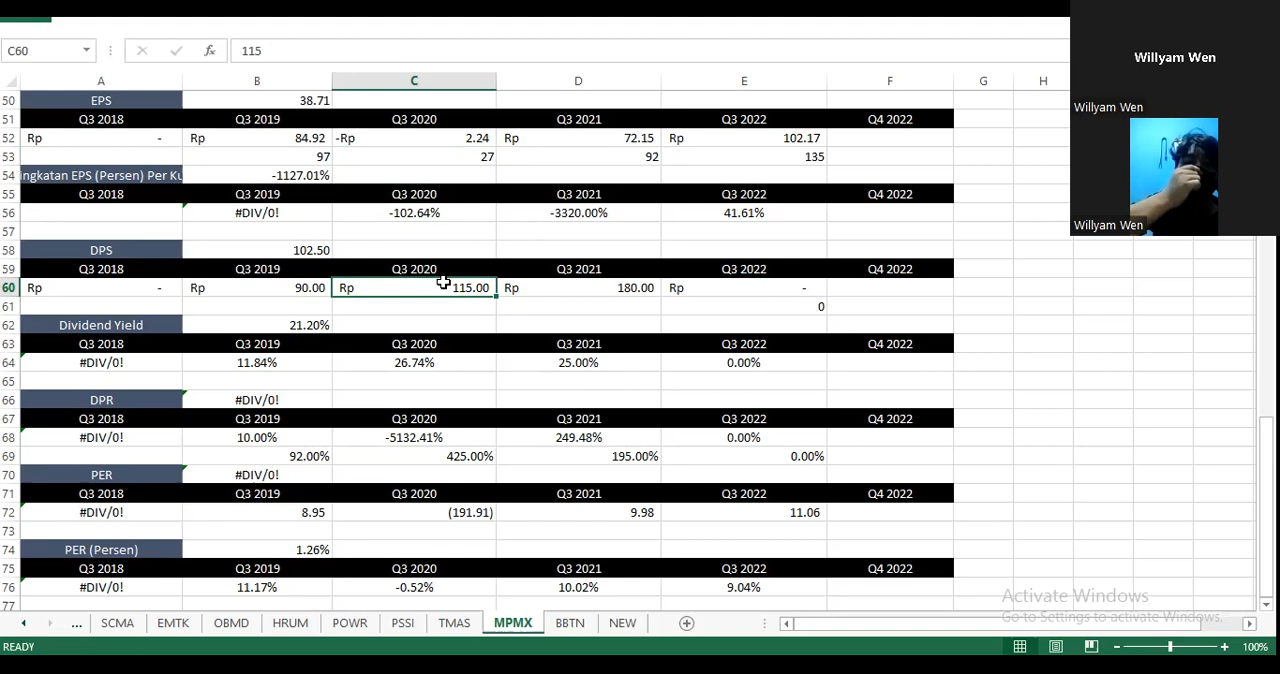 C60 fx 115
Willyam Wen
Willyam Wen
Willyam Wen
A B C D E F G H
50 EPS 38.71
51 Q3 2018 Q3 2019 Q3 2020 Q3 2021 Q3 2022 Q4 2022
52 Rp - Rp 84.92 -Rp 2.24 Rp 72.15 Rp 102.17
53 97 27 92 135
54 ingkatan EPS (Persen) Per Ku -1127.01%
55 Q3 2018 Q3 2019 Q3 2020 Q3 2021 Q3 2022 Q4 2022
56 #DIV/0! -102.64% -3320.00% 41.61%
57
58 DPS 102.50
59 Q3 2018 Q3 2019 Q3 2020 Q3 2021 Q3 2022 Q4 2022
60 Rp - Rp 90.00 Rp 115.00 Rp 180.00 Rp -
61 0
62 Dividend Yield 21.20%
63 Q3 2018 Q3 2019 Q3 2020 Q3 2021 Q3 2022 Q4 2022
64 #DIV/0! 11.84% 26.74% 25.00% 0.00%
65
66 DPR #DIV/0!
67 Q3 2018 Q3 2019 Q3 2020 Q3 2021 Q3 2022 Q4 2022
68 #DIV/0! 10.00% -5132.41% 249.48% 0.00%
69 92.00% 425.00% 195.00% 0.00%
70 PER #DIV/0!
71 Q3 2018 Q3 2019 Q3 2020 Q3 2021 Q3 2022 Q4 2022
72 #DIV/0! 8.95 (191.91) 9.98 11.06
73
74 PER (Persen) 1.26%
75 Q3 2018 Q3 2019 Q3 2020 Q3 2021 Q3 2022 Q4 2022
76 #DIV/0! 11.17% -0.52% 10.02% 9.04%
77
Activate Windows
Go to Settings to activate Windows.
... SCMA EMTK OBMD HRUM POWR PSSI TMAS MPMX BBTN NEW
READY 100%